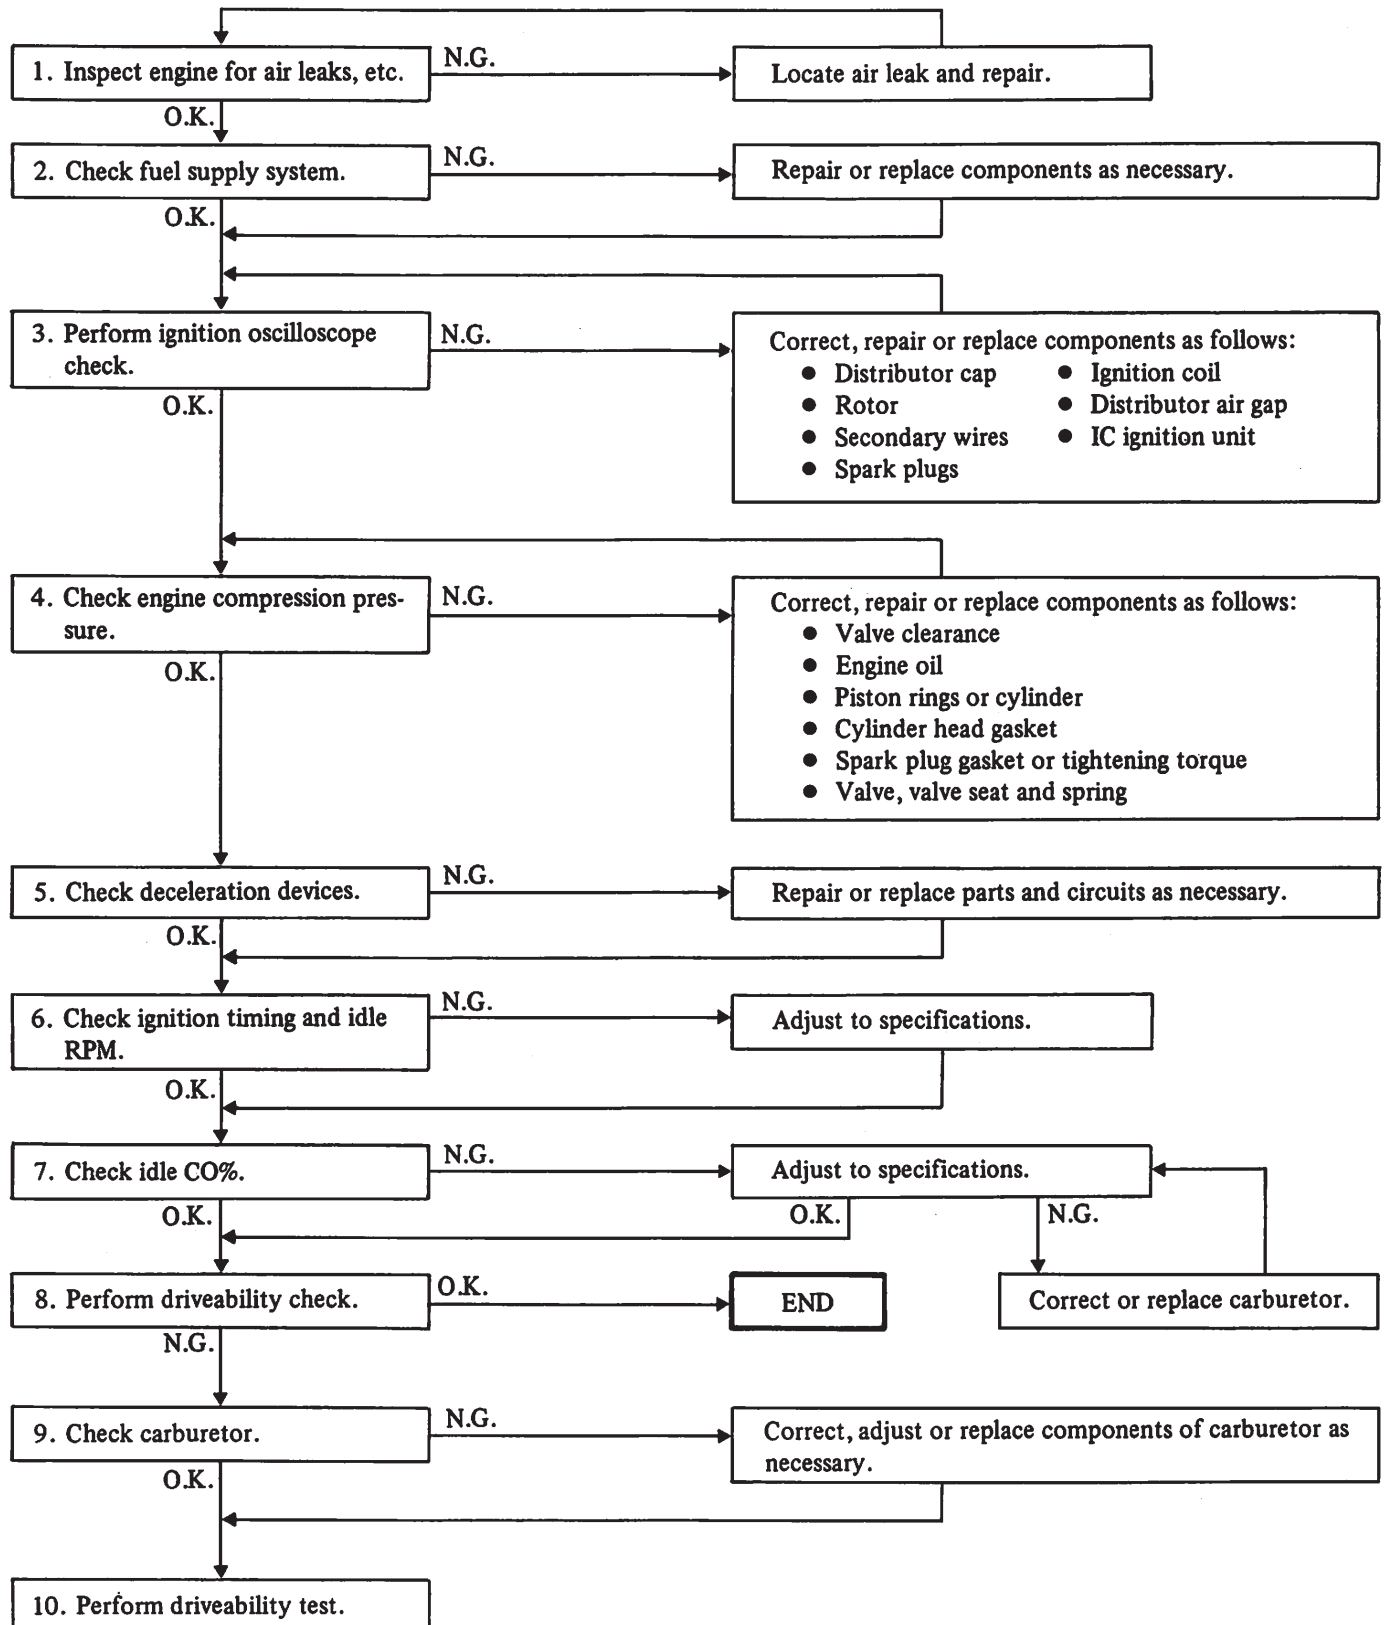 1. Inspect engine for air leaks, etc.
N.G.
Locate air leak and repair.
O.K.
2. Check fuel supply system.
N.G.
Repair or replace components as necessary.
O.K.
3. Perform ignition oscilloscope
check.
N.G.
Correct, repair or replace components as follows:
● Distributor cap
● Rotor
● Secondary wires
● Spark plugs
● Ignition coil
● Distributor air gap
● IC ignition unit
O.K.
4. Check engine compression pres-
sure.
N.G.
Correct, repair or replace components as follows:
● Valve clearance
● Engine oil
● Piston rings or cylinder
● Cylinder head gasket
● Spark plug gasket or tightening torque
● Valve, valve seat and spring
O.K.
5. Check deceleration devices.
N.G.
Repair or replace parts and circuits as necessary.
O.K.
6. Check ignition timing and idle
RPM.
N.G.
Adjust to specifications.
O.K.
7. Check idle CO%.
N.G.
Adjust to specifications.
O.K.
O.K.
N.G.
8. Perform driveability check.
O.K.
END
Correct or replace carburetor.
N.G.
9. Check carburetor.
N.G.
Correct, adjust or replace components of carburetor as
necessary.
O.K.
10. Perform driveability test.